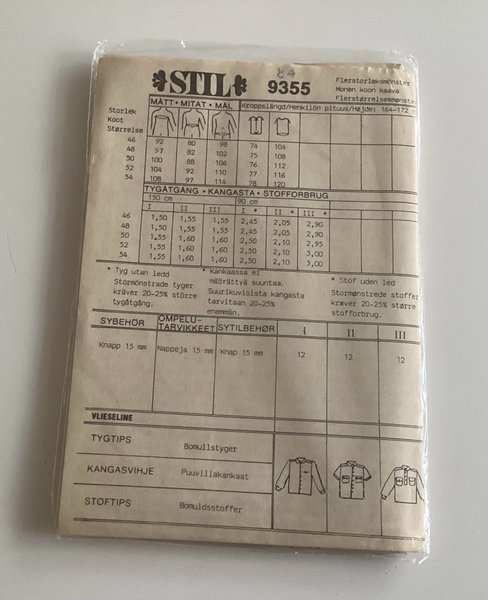 84
STIL 9355
Flerstorleksmönster
Monen koon kaava
Flerstørrelsesmønster
MÅTT • MITAT • MÅL Kroppslängd/Henkilön pituus/Højde: 164-172
Storlek
Koot
Størrelse
46 92 80 98 74 104
48 97 82 102 75 108
50 100 88 106 76 112
52 104 92 110 77 116
54 108 97 114 78 120
TYGÅTGÅNG • KANGASTA • STOFFORBRUG
150 cm 90 cm
I II III I * II * III *
46 1,50 1,55 1,55 2,45 2,05 2,90
48 1,55 1,55 1,60 2,45 2,05 2,95
50 1,55 1,60 1,60 2,50 2,10 2,95
52 1,55 1,60 1,60 2,50 2,10 3,00
54 1,55 1,60 1,60 2,50 2,10 3,00
* Tyg utan ledd
Stormönstrade tyger
kräver 20-25% större
tygåtgång.
* Kankaassa ei
määrättyä suuntaa.
Suurikuvioista kangasta
tarvitaan 20-25%
enemmän.
* Stof uden led
Stormønstrede stoffer
kræver 20-25% større
stofforbrug.
SYBEHÖR OMPELU-TARVIKKEET SYTILBEHØR I II III
Knapp 15 mm Nappeja 15 mm Knap 15 mm 12 12 12
VLIESELINE
TYGTIPS Bomullstyger
KANGASVIHJE Puuvillakankaat
STOFTIPS Bomuldsstoffer